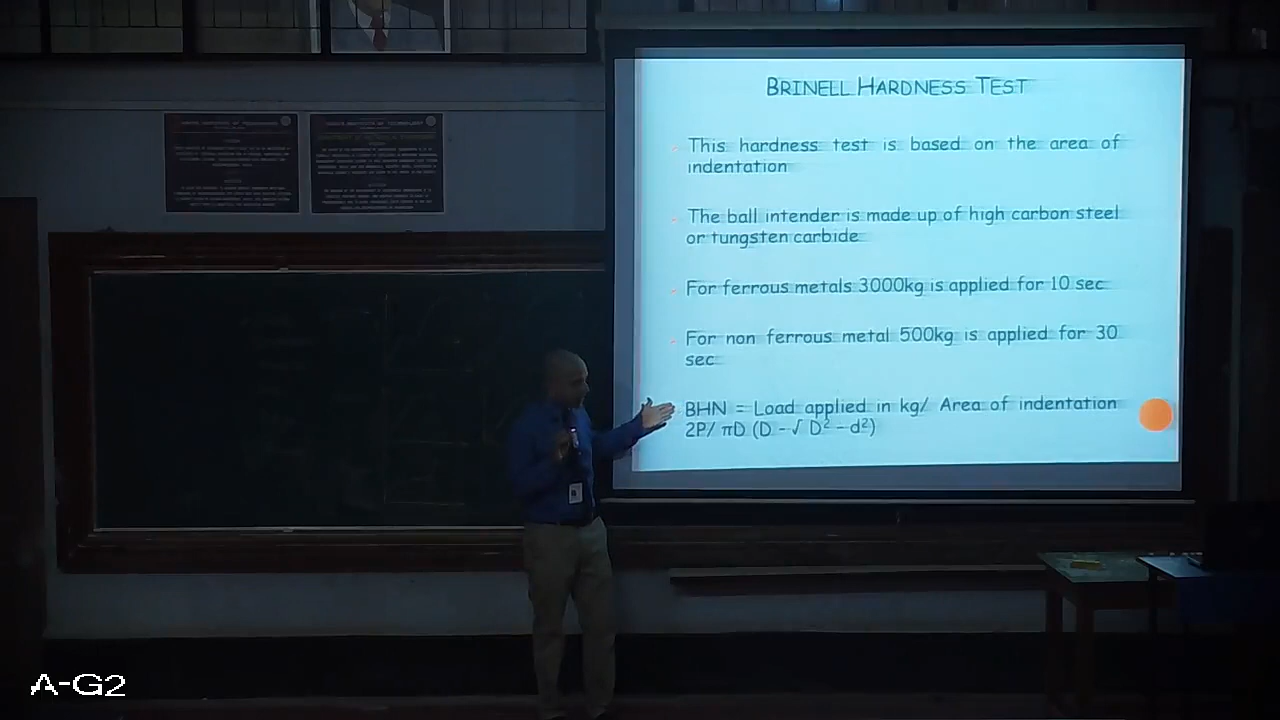 BRINELL HARDNESS TEST
This hardness test is based on the area of
indentation
The ball intender is made up of high carbon steel
or tungsten carbide
For ferrous metals 3000kg is applied for 10 sec
For non ferrous metal 500kg is applied for 30
sec
BHN = Load applied in kg/ Area of indentation
2P/ πD (D - √ D² - d²)
A-G2